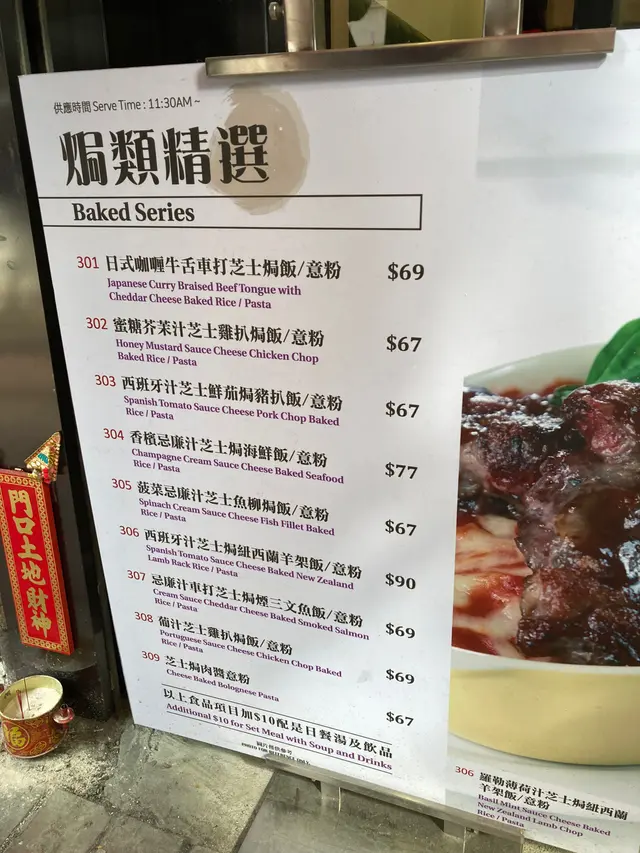 供應時間 Serve Time : 11:30AM ~
焗類精選
Baked Series
301 日式咖喱牛舌車打芝士焗飯/意粉 $69
Japanese Curry Braised Beef Tongue with
Cheddar Cheese Baked Rice / Pasta
302 蜜糖芥茉汁芝士雞扒焗飯/意粉 $67
Honey Mustard Sauce Cheese Chicken Chop
Baked Rice / Pasta
303 西班牙汁芝士鮮茄焗豬扒飯/意粉 $67
Spanish Tomato Sauce Cheese Pork Chop Baked
Rice / Pasta
304 香檳忌廉汁芝士焗海鮮飯/意粉 $77
Champagne Cream Sauce Cheese Baked Seafood
Rice / Pasta
305 菠菜忌廉汁芝士魚柳焗飯/意粉 $67
Spinach Cream Sauce Cheese Fish Fillet Baked
Rice / Pasta
306 西班牙汁芝士焗紐西蘭羊架飯/意粉 $90
Spanish Tomato Sauce Cheese Baked New Zealand
Lamb Rack Rice / Pasta
307 忌廉汁車打芝士焗煙三文魚飯/意粉 $69
Cream Sauce Cheddar Cheese Baked Smoked Salmon
Rice / Pasta
308 葡汁芝士雞扒焗飯/意粉 $69
Portuguese Sauce Cheese Chicken Chop Baked
Rice / Pasta
309 芝士焗肉醬意粉 $67
Cheese Baked Bolognese Pasta
以上食品項目加$10配是日餐湯及飲品
Additional $10 for Set Meal with Soup and Drinks
圖片祗供參考
306 羅勒薄荷汁芝士焗紐西蘭
羊架飯/意粉
Basil Mint Sauce Cheese Baked
New Zealand Lamb Chop
Rice / Pasta
門口土地財神